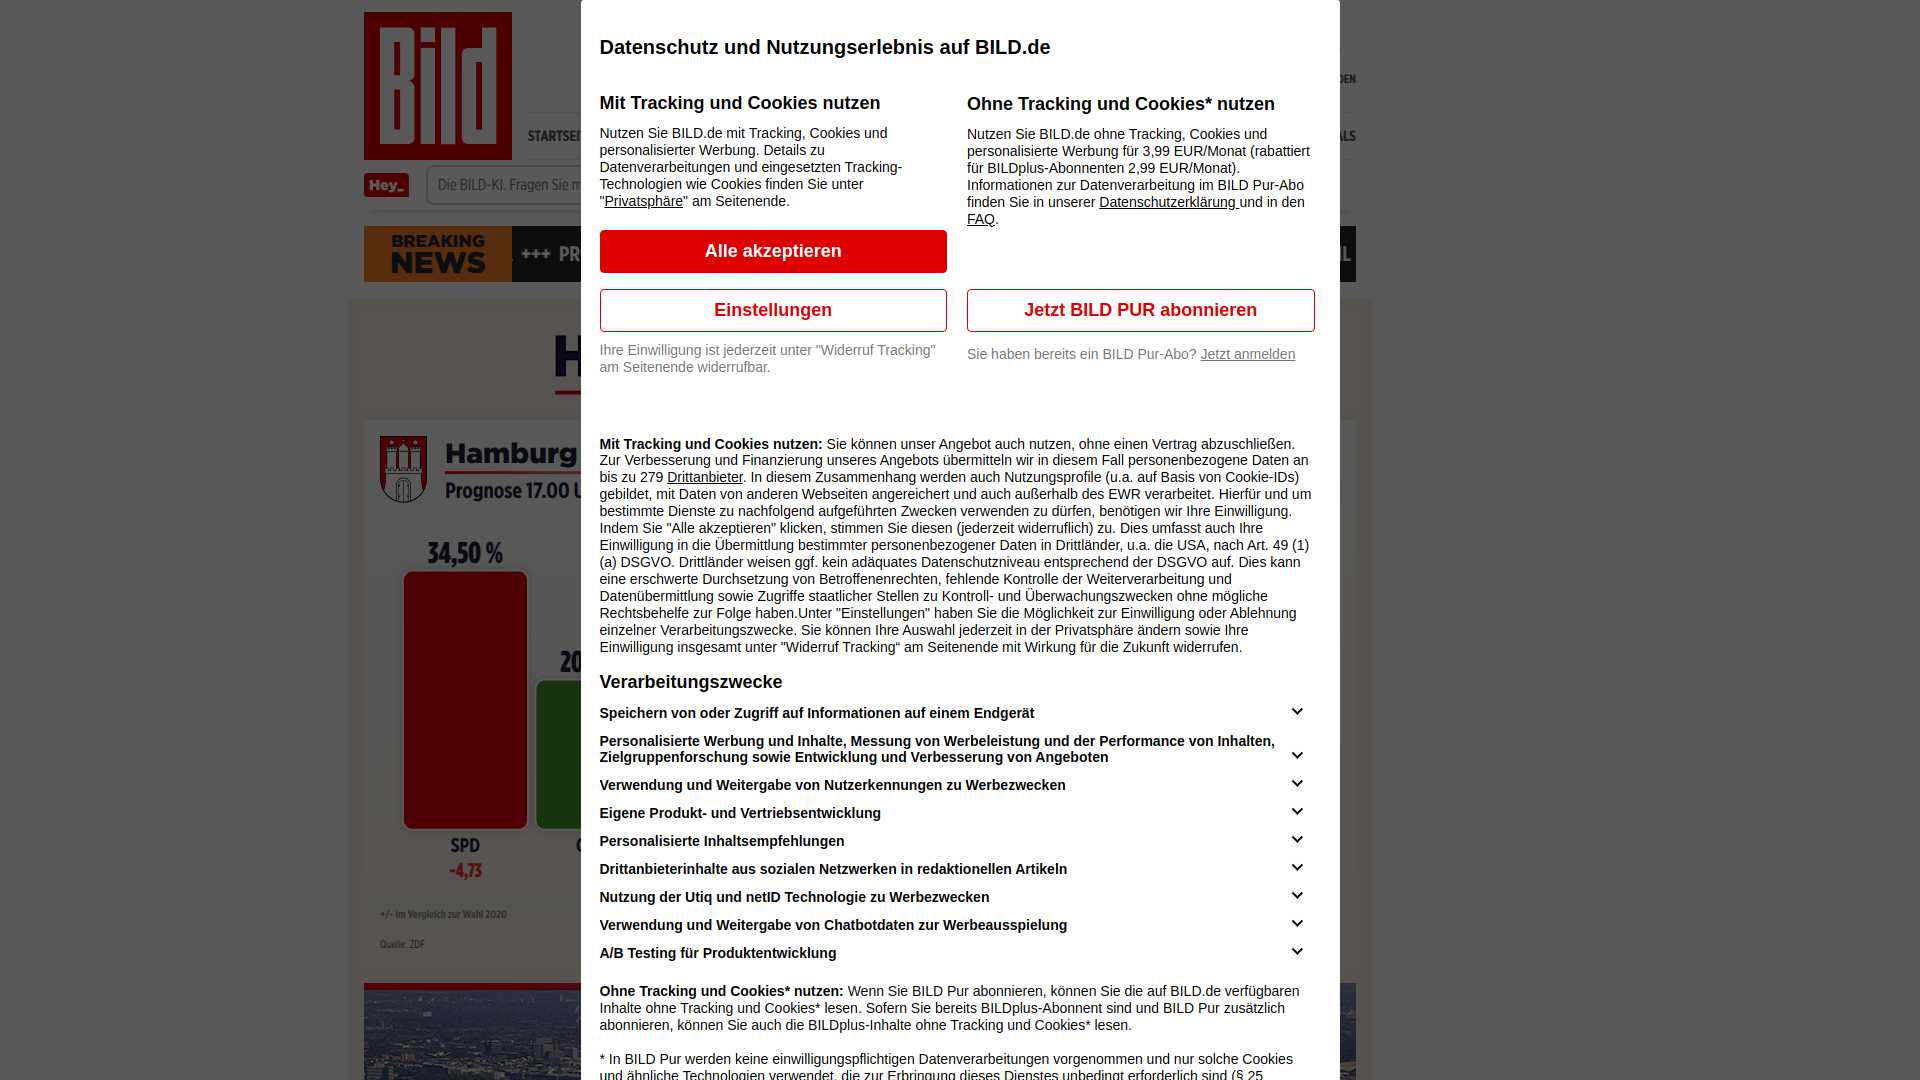 Bild
Datenschutz und Nutzungserlebnis auf BILD.de
Mit Tracking und Cookies nutzen
Nutzen Sie BILD.de mit Tracking, Cookies und
personalisierter Werbung. Details zu
Datenverarbeitungen und eingesetzten Tracking-
Technologien wie Cookies finden Sie unter
"Privatsphäre" am Seitenende.
Alle akzeptieren
Einstellungen
Ihre Einwilligung ist jederzeit unter "Widerruf Tracking"
am Seitenende widerrufbar.
Ohne Tracking und Cookies* nutzen
Nutzen Sie BILD.de ohne Tracking, Cookies und
personalisierte Werbung für 3,99 EUR/Monat (rabattiert
für BILDplus-Abonnenten 2,99 EUR/Monat).
Informationen zur Datenverarbeitung im BILD Pur-Abo
finden Sie in unserer Datenschutzerklärung und in den
FAQ.
Jetzt BILD PUR abonnieren
Sie haben bereits ein BILD Pur-Abo? Jetzt anmelden
Mit Tracking und Cookies nutzen: Sie können unser Angebot auch nutzen, ohne einen Vertrag abzuschließen.
Zur Verbesserung und Finanzierung unseres Angebots übermitteln wir in diesem Fall personenbezogene Daten an
bis zu 279 Drittanbieter. In diesem Zusammenhang werden auch Nutzungsprofile (u.a. auf Basis von Cookie-IDs)
gebildet, mit Daten von anderen Webseiten angereichert und auch außerhalb des EWR verarbeitet. Hierfür und um
bestimmte Dienste zu nachfolgend aufgeführten Zwecken verwenden zu dürfen, benötigen wir Ihre Einwilligung.
Indem Sie "Alle akzeptieren" klicken, stimmen Sie diesen (jederzeit widerruflich) zu. Dies umfasst auch Ihre
Einwilligung in die Übermittlung bestimmter personenbezogener Daten in Drittländer, u.a. die USA, nach Art. 49 (1)
(a) DSGVO. Drittländer weisen ggf. kein adäquates Datenschutzniveau entsprechend der DSGVO auf. Dies kann
eine erschwerte Durchsetzung von Betroffenenrechten, fehlende Kontrolle der Weiterverarbeitung und
Datenübermittlung sowie Zugriffe staatlicher Stellen zu Kontroll- und Überwachungszwecken ohne mögliche
Rechtsbehelfe zur Folge haben.Unter "Einstellungen" haben Sie die Möglichkeit zur Einwilligung oder Ablehnung
einzelner Verarbeitungszwecke. Sie können Ihre Auswahl jederzeit in der Privatsphäre ändern sowie Ihre
Einwilligung insgesamt unter "Widerruf Tracking“ am Seitenende mit Wirkung für die Zukunft widerrufen.
Verarbeitungszwecke
Speichern von oder Zugriff auf Informationen auf einem Endgerät
Personalisierte Werbung und Inhalte, Messung von Werbeleistung und der Performance von Inhalten,
Zielgruppenforschung sowie Entwicklung und Verbesserung von Angeboten
Verwendung und Weitergabe von Nutzerkennungen zu Werbezwecken
Eigene Produkt- und Vertriebsentwicklung
Personalisierte Inhaltsempfehlungen
Drittanbieterinhalte aus sozialen Netzwerken in redaktionellen Artikeln
Nutzung der Utiq und netID Technologie zu Werbezwecken
Verwendung und Weitergabe von Chatbotdaten zur Werbeausspielung
A/B Testing für Produktentwicklung
Ohne Tracking und Cookies* nutzen: Wenn Sie BILD Pur abonnieren, können Sie die auf BILD.de verfügbaren
Inhalte ohne Tracking und Cookies* lesen. Sofern Sie bereits BILDplus-Abonnent sind und BILD Pur zusätzlich
abonnieren, können Sie auch die BILDplus-Inhalte ohne Tracking und Cookies* lesen.
* In BILD Pur werden keine einwilligungspflichtigen Datenverarbeitungen vorgenommen und nur solche Cookies
und ähnliche Technologien verwendet, die zur Erbringung dieses Dienstes unbedingt erforderlich sind (§ 25
STARTSEI
Hey_
Die BILD-KI. Fragen Sie m
BREAKING
NEWS
+++ PR
H
Hamburg
Prognose 17.00 U
34,50 %
20
SPD
-4,73
+/- im Vergleich zur Wahl 2020
Quelle: ZDF